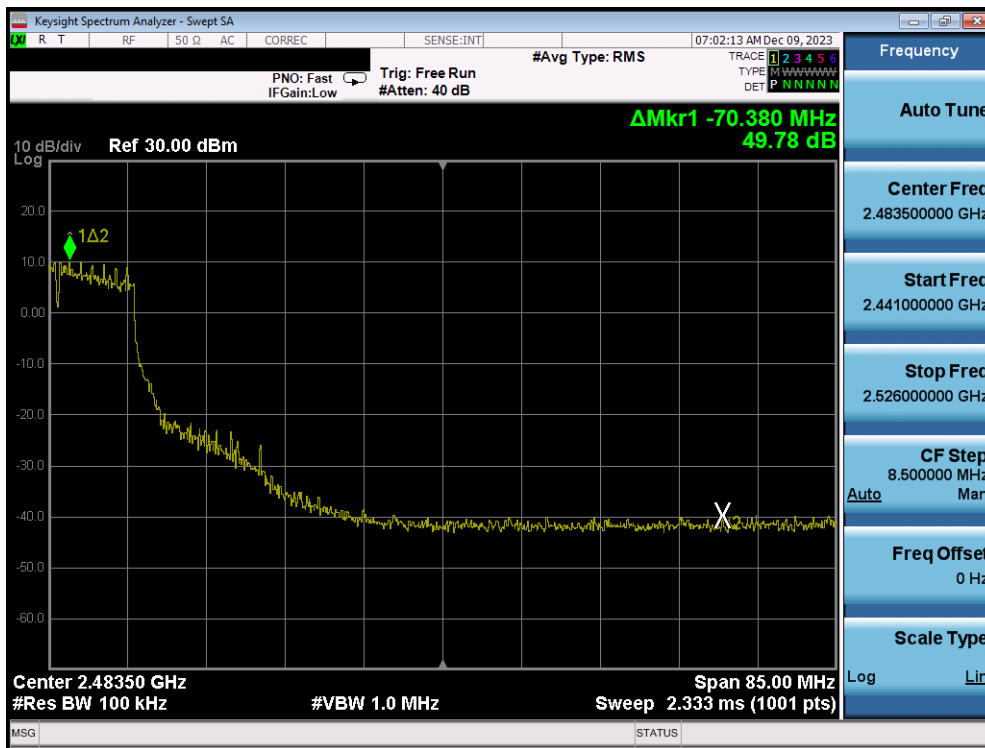 Keysight Spectrum Analyzer - Swept SA
LXI R T RF 50 Ω AC CORREC SENSE:INT 07:02:13 AM Dec 09, 2023
#Avg Type: RMS
TRACE 1 2 3 4 5 6
PNO: Fast Trig: Free Run
TYPE M WWWWW
IFGain:Low #Atten: 40 dB
DET P N N N N N
ΔMkr1 -70.380 MHz
49.78 dB
10 dB/div Ref 30.00 dBm
Log
20.0
1Δ2
10.0
0.00
-10.0
-20.0
-30.0
-40.0
X2
-50.0
-60.0
Center 2.48350 GHz Span 85.00 MHz
#Res BW 100 kHz #VBW 1.0 MHz Sweep 2.333 ms (1001 pts)
MSG STATUS
Frequency
Auto Tune
Center Freq
2.483500000 GHz
Start Freq
2.441000000 GHz
Stop Freq
2.526000000 GHz
CF Step
8.500000 MHz
Auto Man
Freq Offset
0 Hz
Scale Type
Log Lin